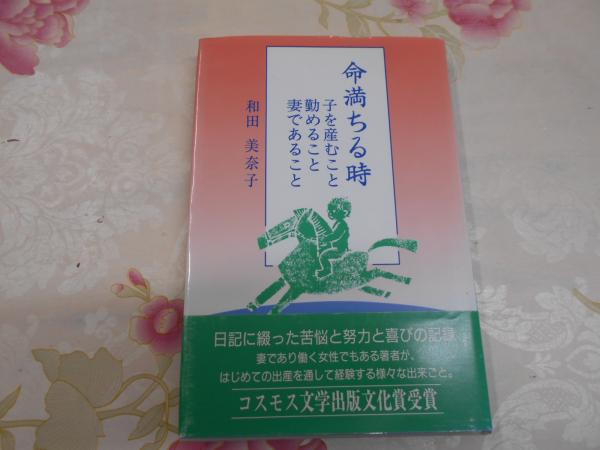 命満ちる時
子を産むこと
勤めること
妻であること
和田 美奈子
日記に綴った苦悩と努力と喜びの記録
妻であり働く女性でもある著者が、
はじめての出産を通して経験する様々な出来ごと。
コスモス文学出版文化賞受賞